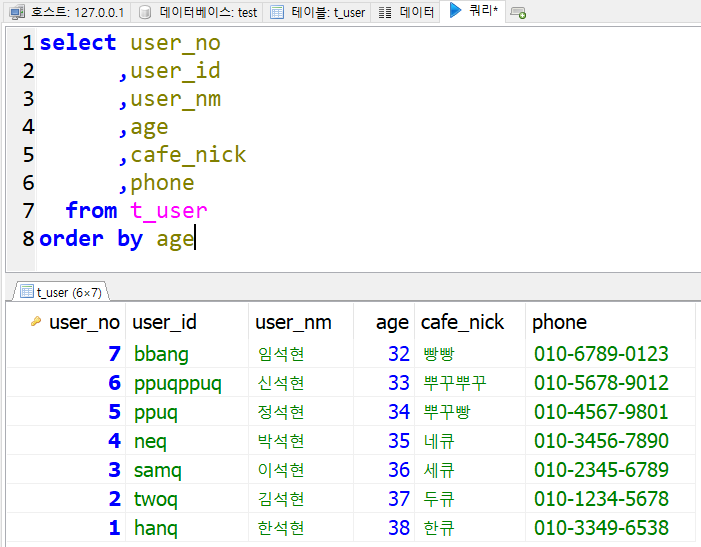 호스트: 127.0.0.1 데이터베이스: test 테이블: t_user 데이터 쿼리*
1 select user_no
2 ,user_id
3 ,user_nm
4 ,age
5 ,cafe_nick
6 ,phone
7 from t_user
8 order by age
t_user (6×7)
user_no user_id user_nm age cafe_nick phone
7 bbang 임석현 32 빵빵 010-6789-0123
6 ppuqppuq 신석현 33 뿌꾸뿌꾸 010-5678-9012
5 ppuq 정석현 34 뿌꾸빵 010-4567-9801
4 neq 박석현 35 네큐 010-3456-7890
3 samq 이석현 36 세큐 010-2345-6789
2 twoq 김석현 37 두큐 010-1234-5678
1 hanq 한석현 38 한큐 010-3349-6538